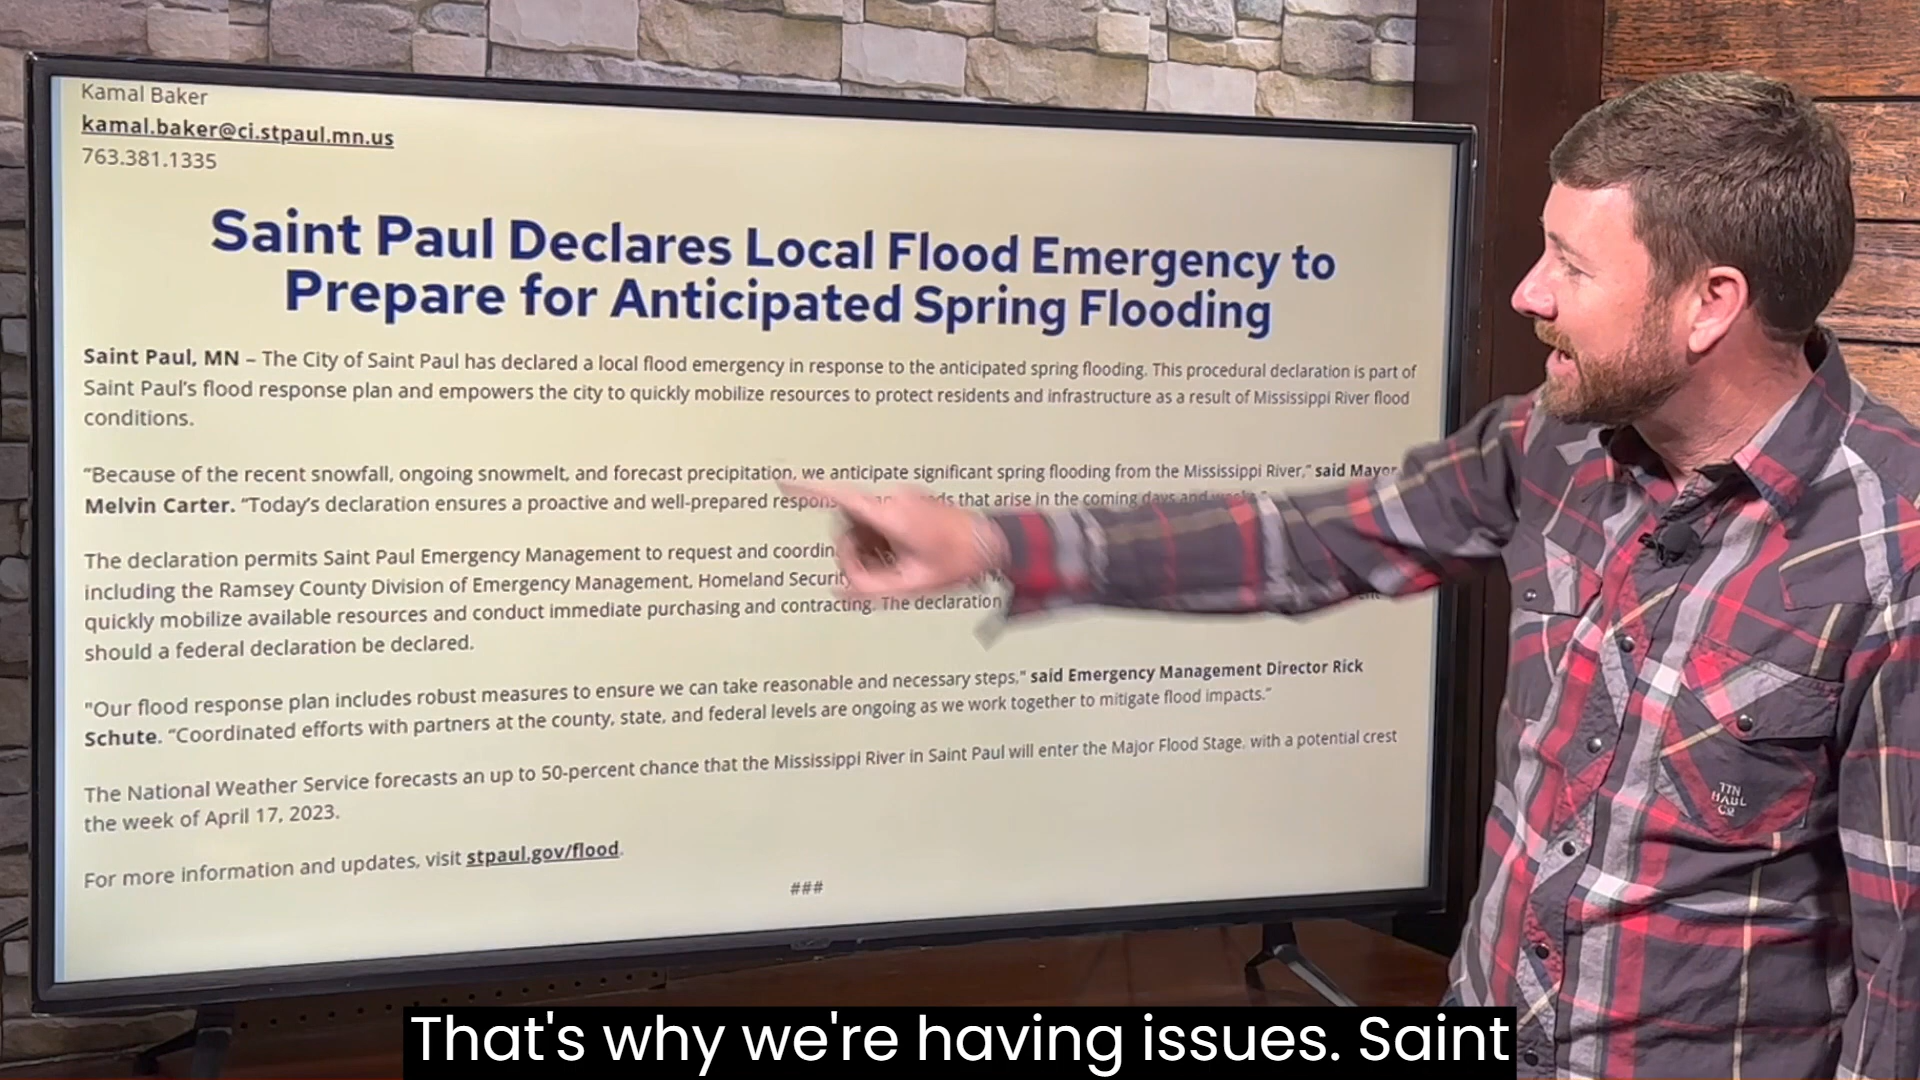 Kamal Baker
kamal.baker@ci.stpaul.mn.us
763.381.1335
Saint Paul Declares Local Flood Emergency to
Prepare for Anticipated Spring Flooding
Saint Paul, MN – The City of Saint Paul has declared a local flood emergency in response to the anticipated spring flooding. This procedural declaration is part of
Saint Paul's flood response plan and empowers the city to quickly mobilize resources to protect residents and infrastructure as a result of Mississippi River flood
conditions.
“Because of the recent snowfall, ongoing snowmelt, and forecast precipitation, we anticipate significant spring flooding from the Mississippi River,” said Mayor
Melvin Carter. “Today's declaration ensures a proactive and well-prepared that arise in the coming days and
The declaration permits Saint Paul Emergency Management to request and
including the Ramsey County Division of Emergency Management, Homeland
quickly mobilize available resources and conduct immediate purchasing and contracting. The declaration
should a federal declaration be declared.
"Our flood response plan includes robust measures to ensure we can take reasonable and necessary steps," said Emergency Management Director Rick
Schute. “Coordinated efforts with partners at the county, state, and federal levels are ongoing as we work together to mitigate flood impacts.”
The National Weather Service forecasts an up to 50-percent chance that the Mississippi River in Saint Paul will enter the Major Flood Stage, with a potential crest
the week of April 17, 2023.
For more information and updates, visit stpaul.gov/flood.
###
TTN
HAUL
Co
That's why we're having issues. Saint